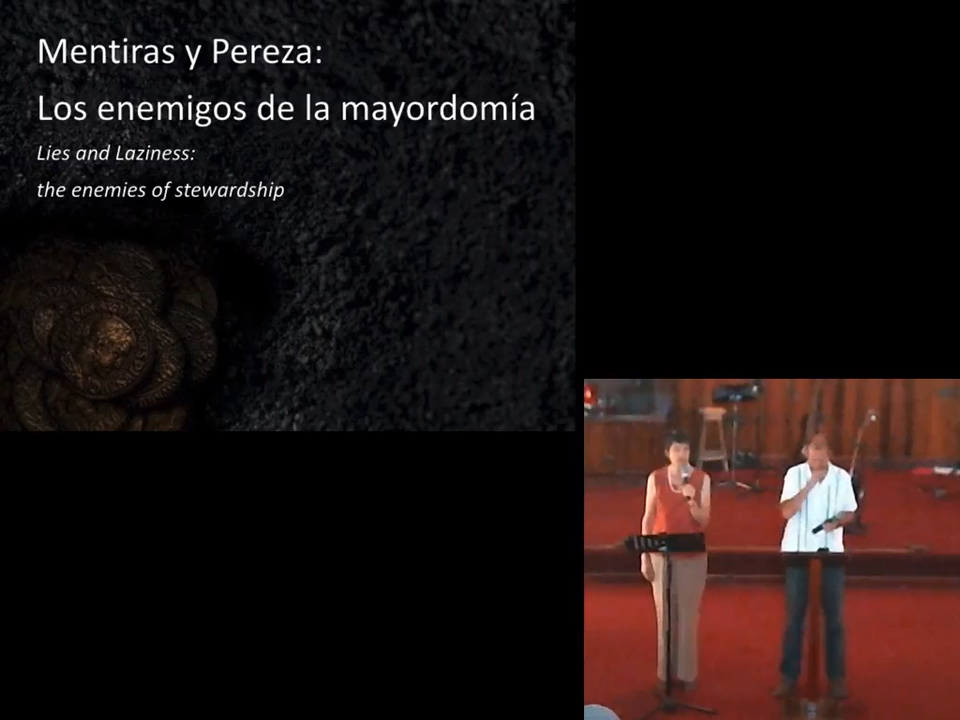 Mentiras y Pereza:
Los enemigos de la mayordomía
Lies and Laziness:
the enemies of stewardship